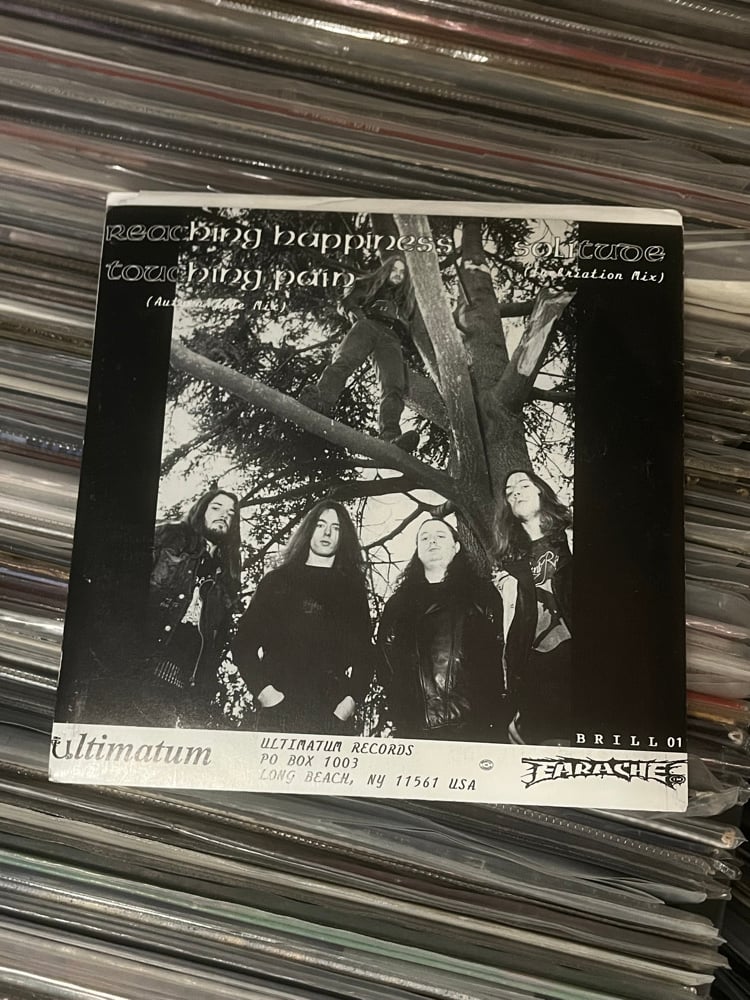 reaching happiness
touching pain
Mix)
solitude
Mix)
BRILL 01
ultimatum
ULTIMATUM RECORDS
PO BOX 1003
LONG BEACH, NY 11561 USA
EARACHE